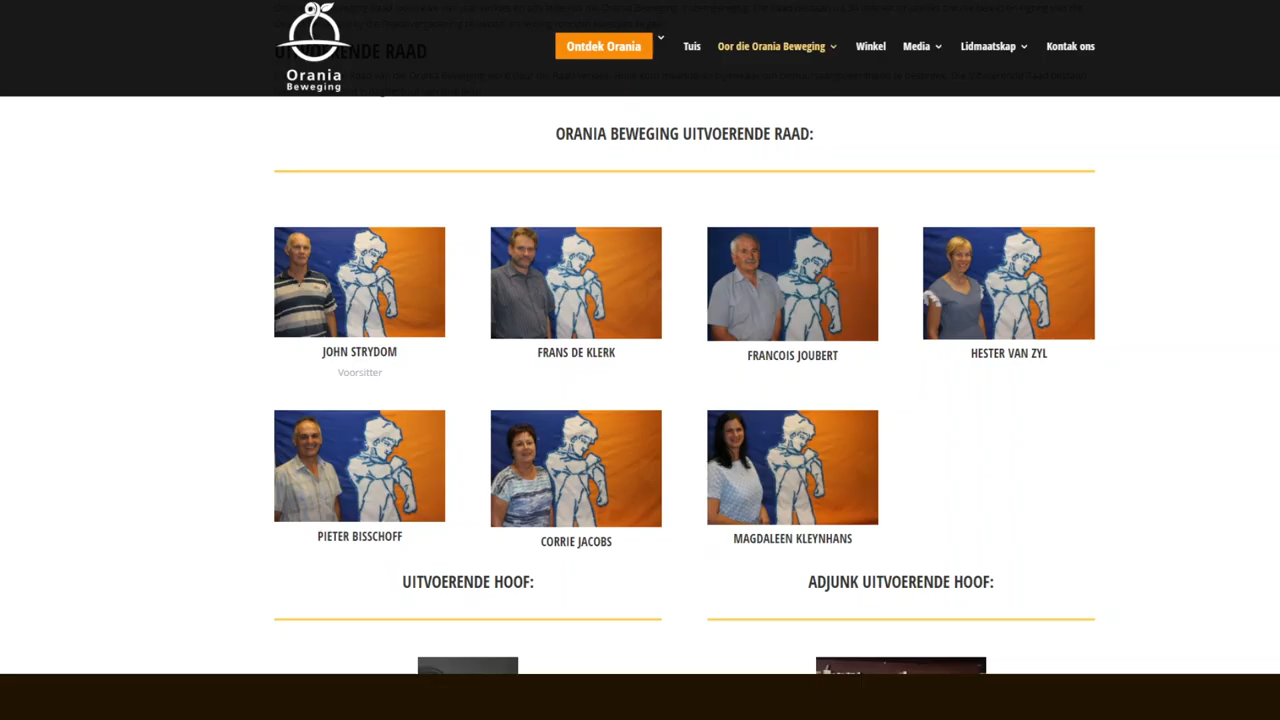 Orania
Beweging
Ontdek Orania
Tuis
Oor die Orania Beweging
Winkel
Media
Lidmaatskap
Kontak ons
UITVOERENDE RAAD
ORANIA BEWEGING UITVOERENDE RAAD:
JOHN STRYDOM
Voorsitter
FRANS DE KLERK
FRANCOIS JOUBERT
HESTER VAN ZYL
PIETER BISSCHOFF
CORRIE JACOBS
MAGDALEEN KLEYNHANS
UITVOERENDE HOOF:
ADJUNK UITVOERENDE HOOF: